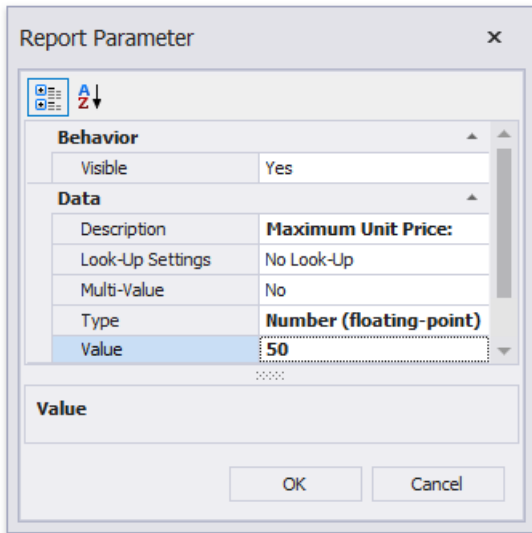 Report Parameter
A
Z
Behavior
Visible Yes
Data
Description Maximum Unit Price:
Look-Up Settings No Look-Up
Multi-Value No
Type Number (floating-point)
Value 50
Value
OK Cancel